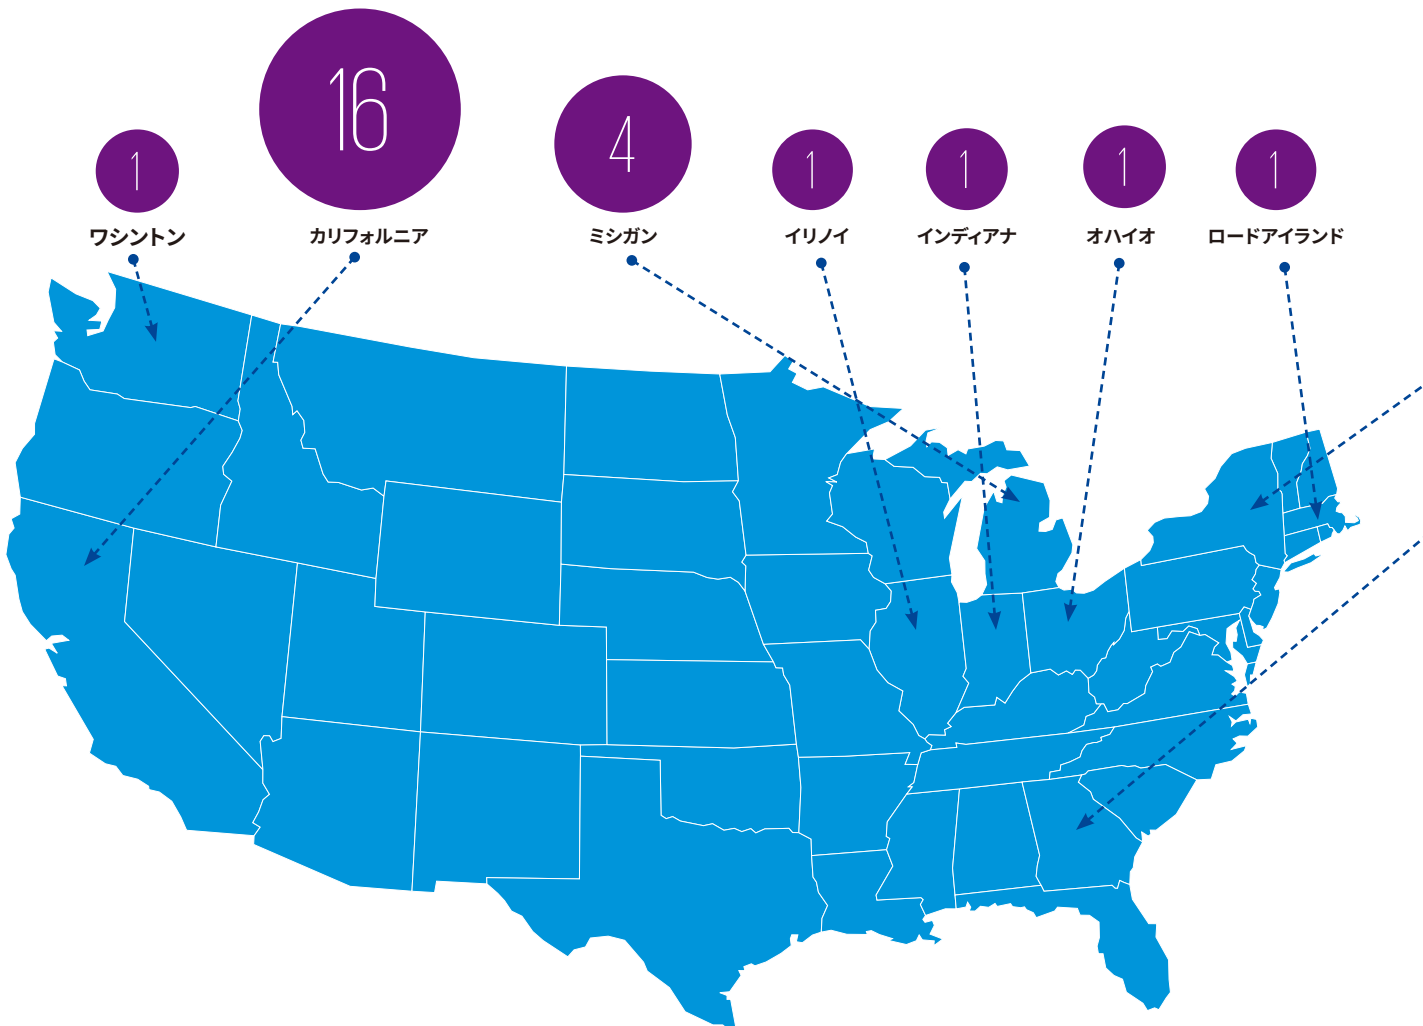 1
16
4
1
1
1
1
ワシントン
カリフォルニア
ミシガン
イリノイ
インディアナ
オハイオ
ロードアイランド